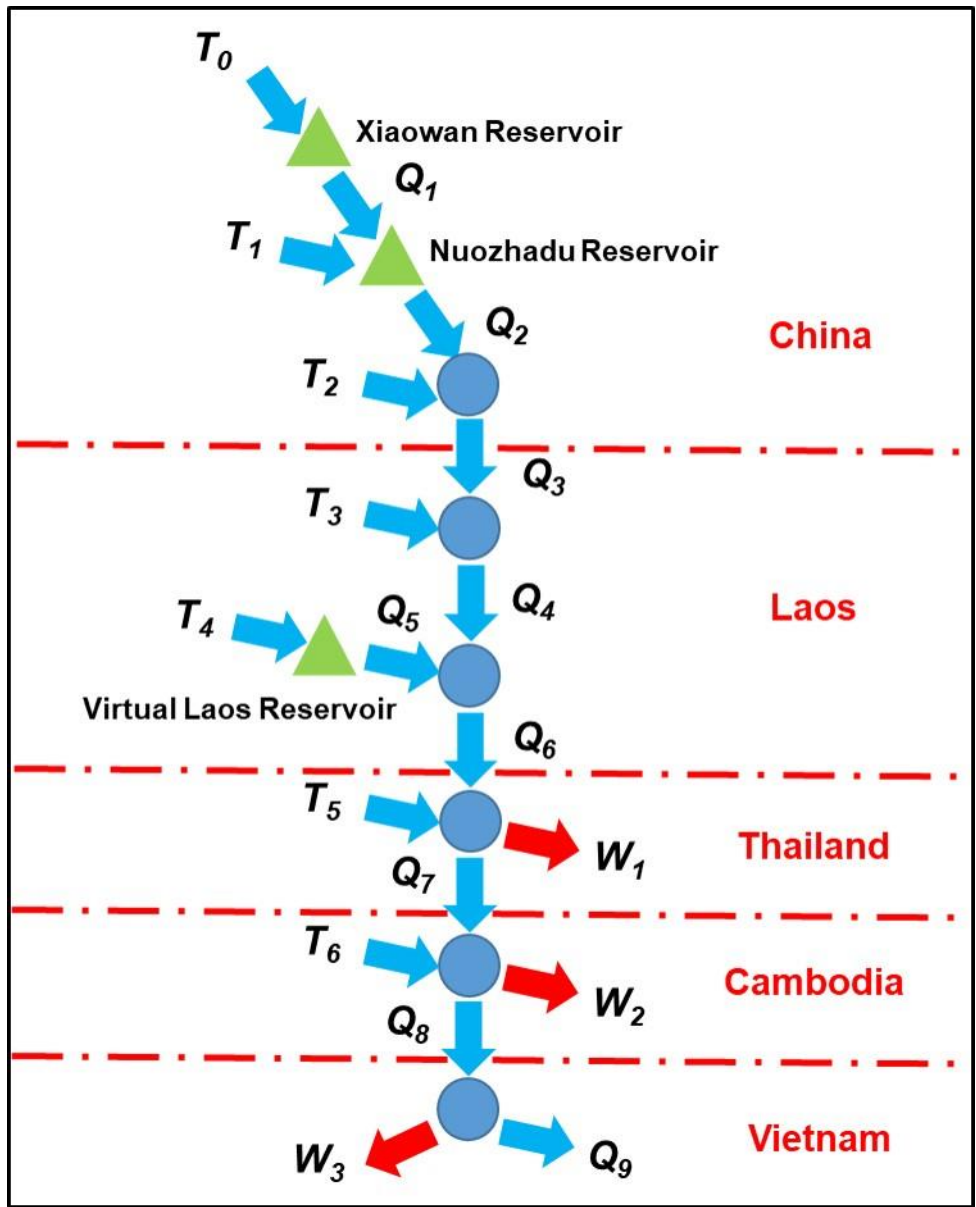 T0
Xiaowan Reservoir
Q1
T1
Nuozhadu Reservoir
Q2
China
T2
Q3
T3
Q4
Laos
T4
Q5
Virtual Laos Reservoir
Q6
T5
W1
Thailand
Q7
T6
W2
Cambodia
Q8
W3
Q9
Vietnam